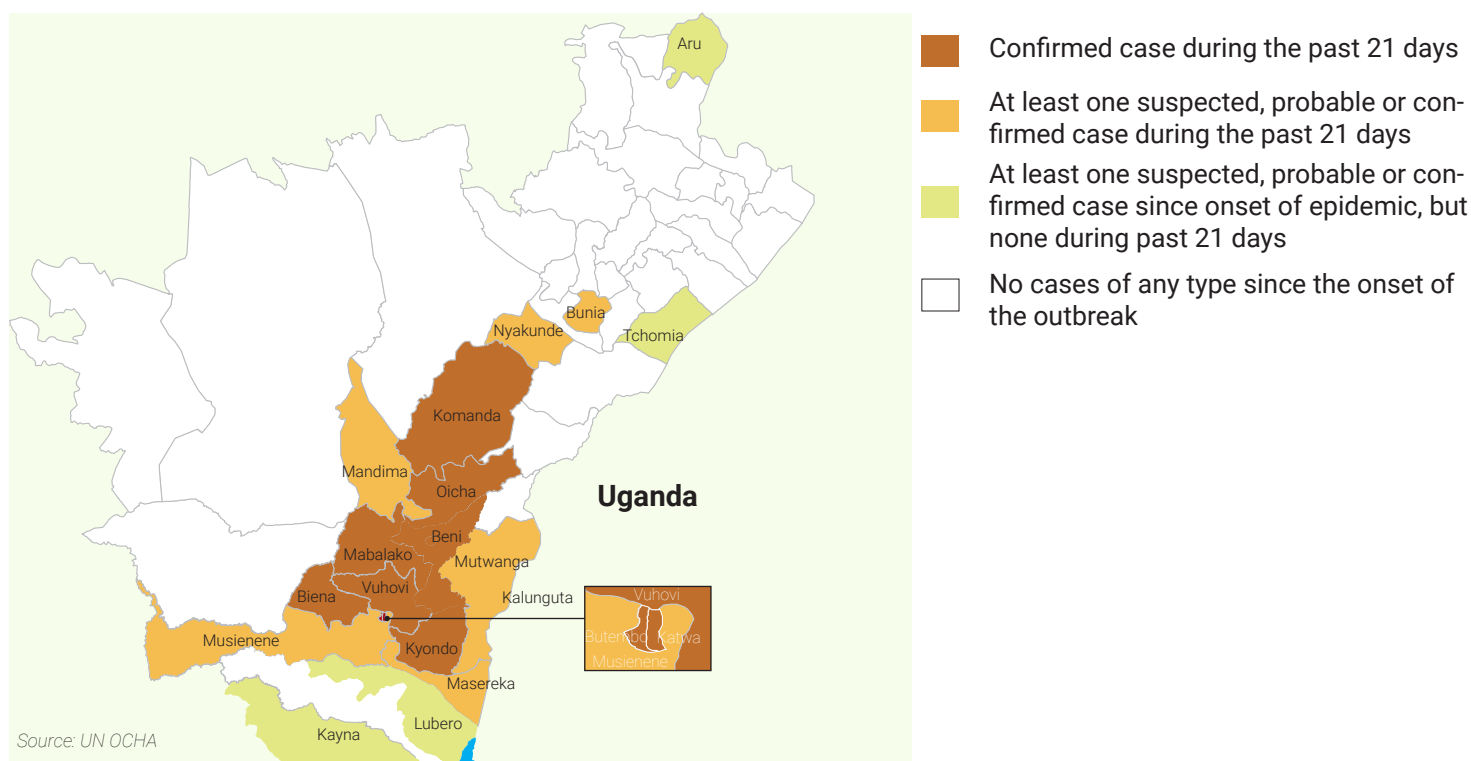 Aru
Bunia
Nyakunde
Tchomia
Komanda
Mandima
Oicha
Uganda
Beni
Mabalako
Mutwanga
Vuhovi
Biena
Kalunguta
Musienene
Kyondo
Masereka
Lubero
Kayna
Vuhovi
Butembo
Katwa
Musienene
Source: UN OCHA
Confirmed case during the past 21 days
At least one suspected, probable or con-
firmed case during the past 21 days
At least one suspected, probable or con-
firmed case since onset of epidemic, but
none during past 21 days
No cases of any type since the onset of
the outbreak